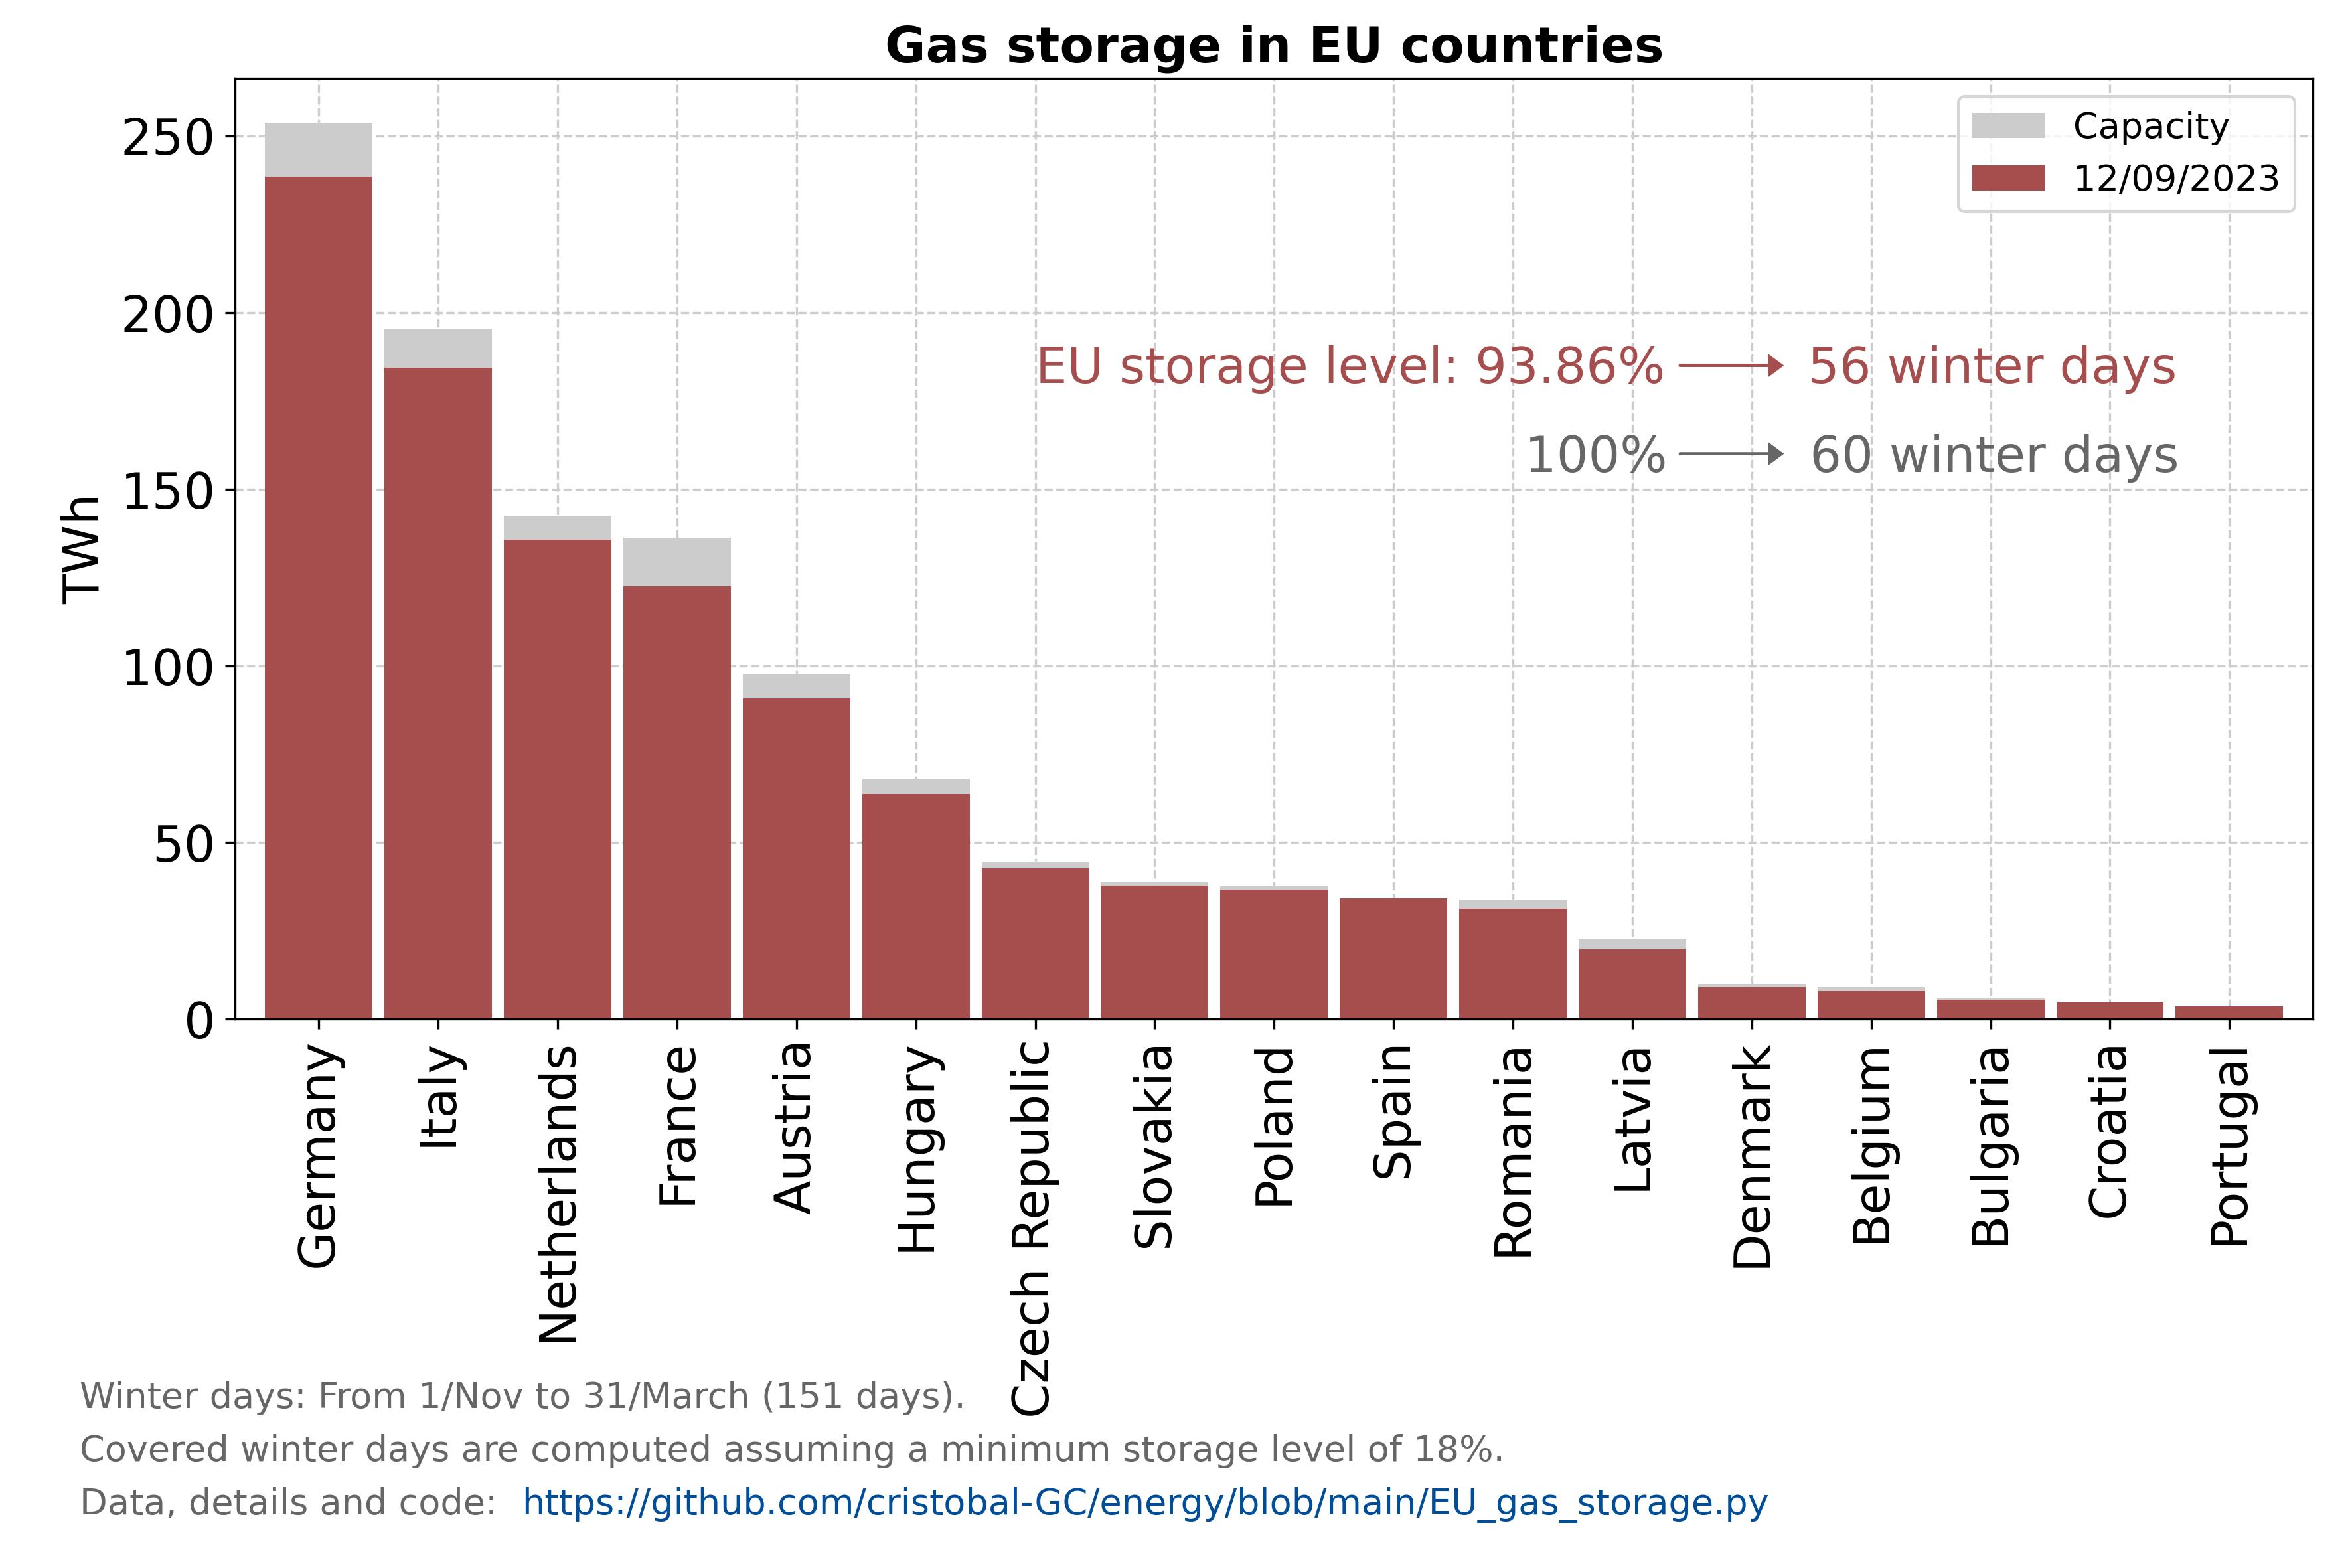 Gas storage in EU countries
250
200
150
100
50
0
TWh
Capacity
12/09/2023
EU storage level: 93.86% 56 winter days
100% 60 winter days
Germany
Italy
Netherlands
France
Austria
Hungary
Czech Republic
Slovakia
Poland
Spain
Romania
Latvia
Denmark
Belgium
Bulgaria
Croatia
Portugal
Winter days: From 1/Nov to 31/March (151 days).
Covered winter days are computed assuming a minimum storage level of 18%.
Data, details and code: https://github.com/cristobal-GC/energy/blob/main/EU_gas_storage.py